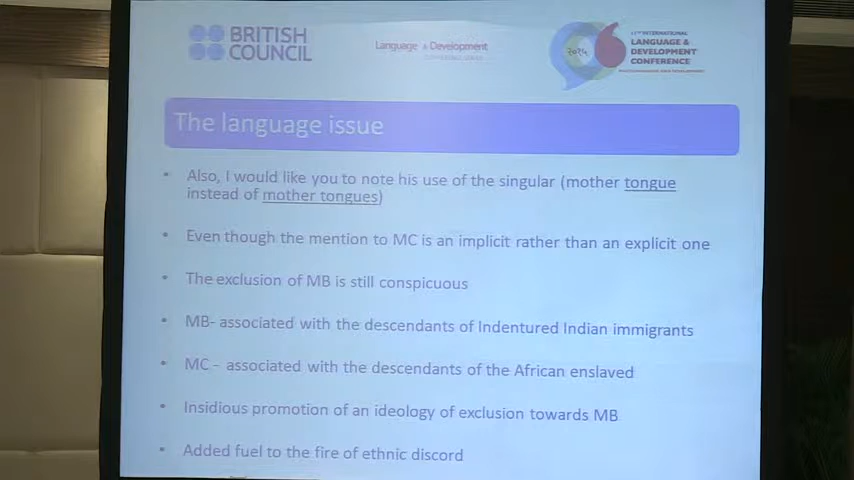 BRITISH
COUNCIL
Language & Development
11TH INTERNATIONAL
LANGUAGE &
DEVELOPMENT
CONFERENCE
The language issue
• Also, I would like you to note his use of the singular (mother tongue
instead of mother tongues)
• Even though the mention to MC is an implicit rather than an explicit one
• The exclusion of MB is still conspicuous
• MB- associated with the descendants of Indentured Indian immigrants
• MC – associated with the descendants of the African enslaved
• Insidious promotion of an ideology of exclusion towards MB
• Added fuel to the fire of ethnic discord